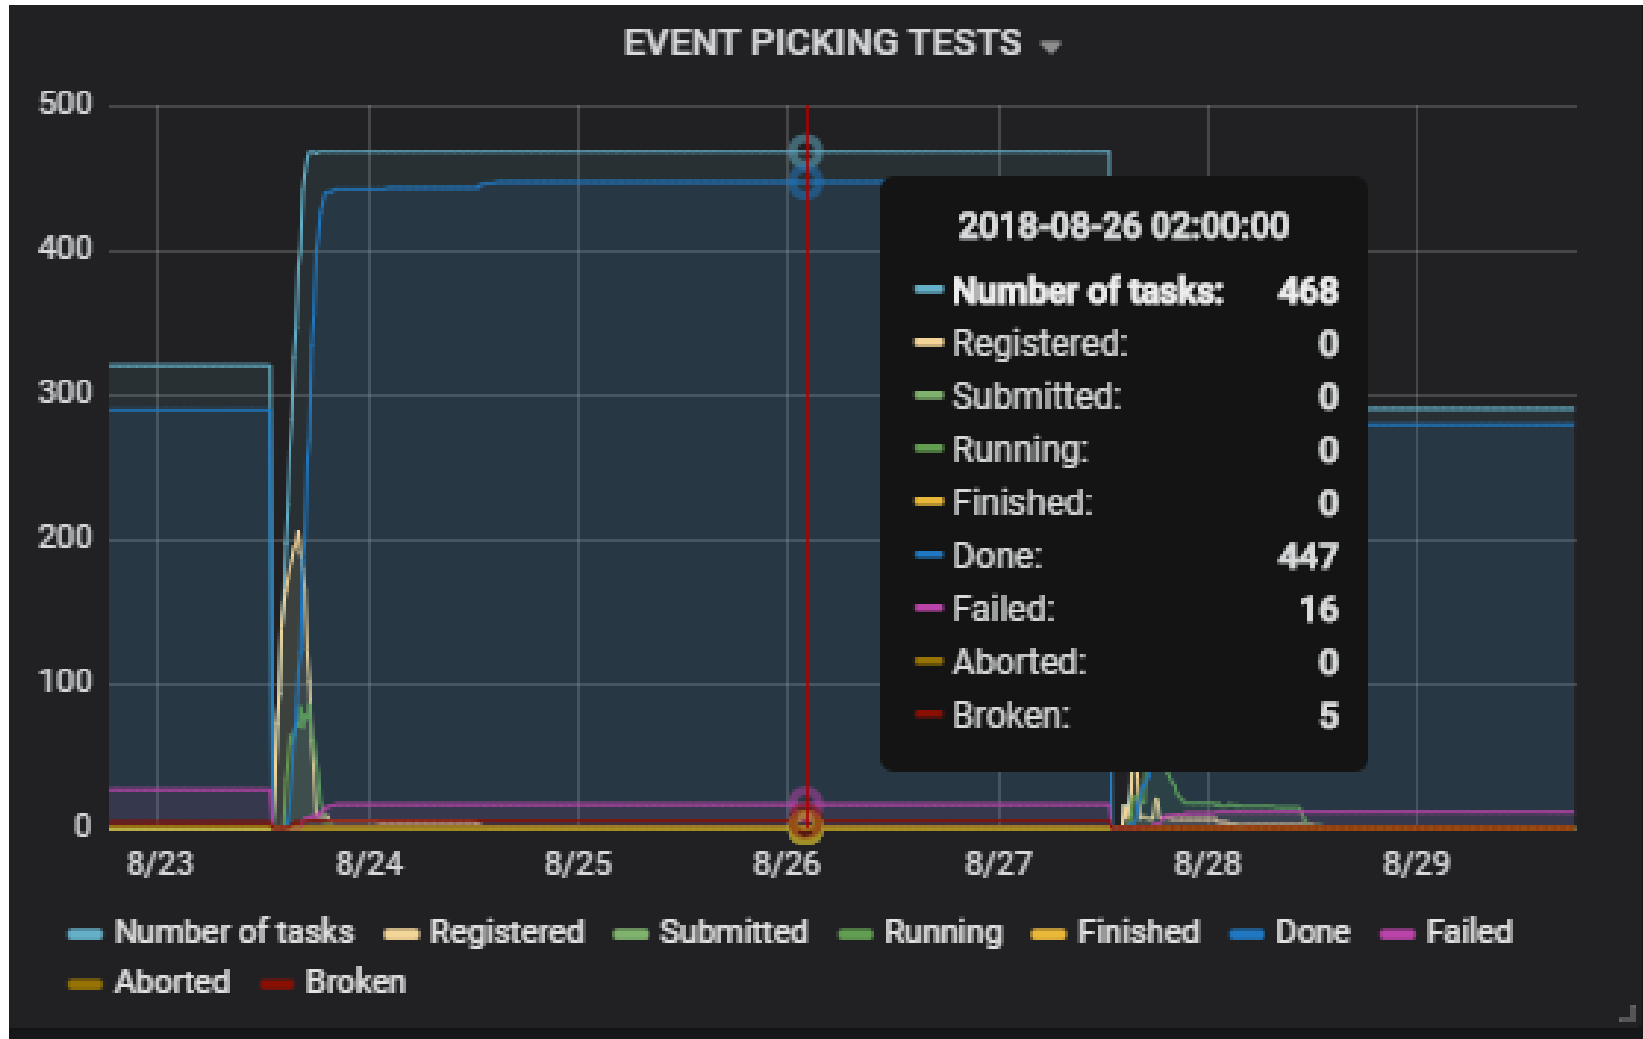 EVENT PICKING TESTS
500
400
300
200
100
0
2018-08-26 02:00:00
Number of tasks: 468
Registered: 0
Submitted: 0
Running: 0
Finished: 0
Done: 447
Failed: 16
Aborted: 0
Broken: 5
8/23 8/24 8/25 8/26 8/27 8/28 8/29
Number of tasks Registered Submitted Running Finished Done Failed
Aborted Broken